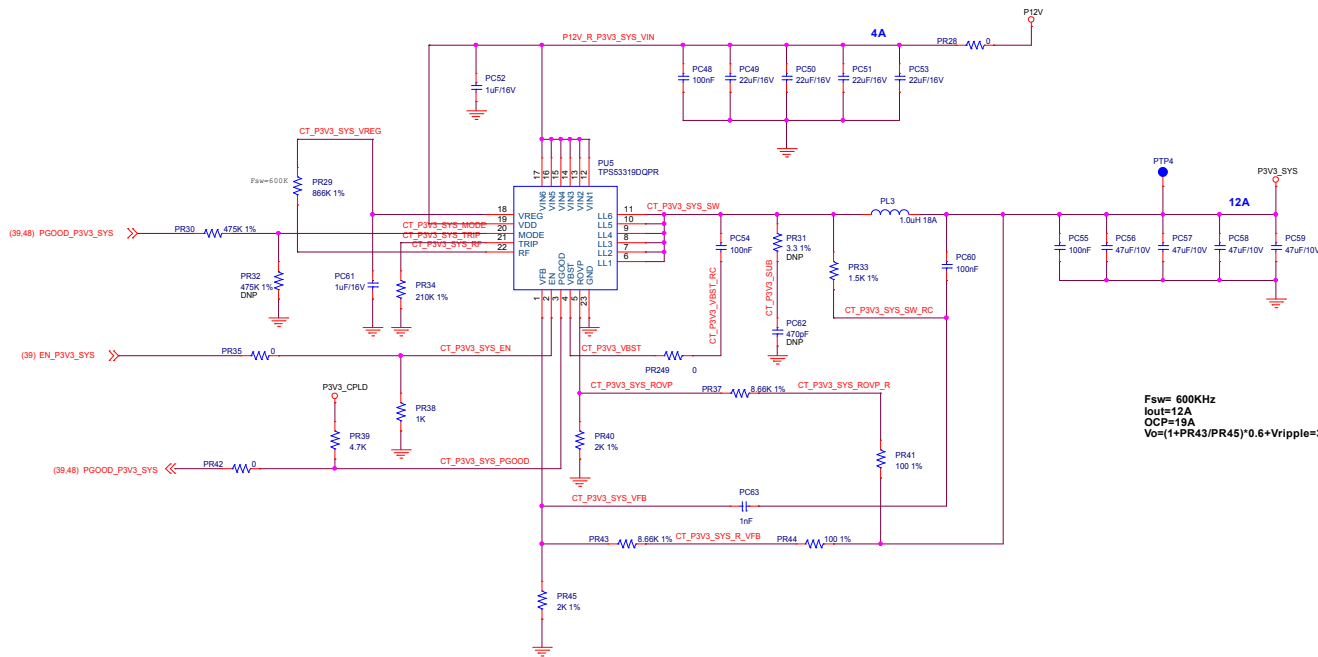 P12V
P12V_R_P3V3_SYS_VIN
4A
PR28
0
PC52
1uF/16V
PC48
100nF
PC49
22uF/16V
PC50
22uF/16V
PC51
22uF/16V
PC53
22uF/16V
CT_P3V3_SYS_VREG
Fsw=600K
PR29
866K 1%
PU5
TPS53319DQPR
17
16
15
14
13
12
VIN6
VIN5
VIN4
VIN3
VIN2
VIN1
18
19
20
21
22
VREG
VDD
MODE
TRIP
RF
11
10
9
8
7
6
LL6
LL5
LL4
LL3
LL2
LL1
VFB
EN
PGOOD
VBST
ROVP
GND
1
2
3
4
5
23
CT_P3V3_SYS_MODE
CT_P3V3_SYS_TRIP
CT_P3V3_SYS_RF
(39,48) PGOOD_P3V3_SYS
PR30
475K 1%
PR32
475K 1%
DNP
PC61
1uF/16V
PR34
210K 1%
CT_P3V3_SYS_SW
PL3
1.0uH 18A
PTP4
P3V3_SYS
12A
PC54
100nF
PR31
3.3 1%
DNP
PR33
1.5K 1%
PC60
100nF
PC55
100nF
PC56
47uF/10V
PC57
47uF/10V
PC58
47uF/10V
PC59
47uF/10V
CT_P3V3_VBST_RC
CT_P3V3_SUB
PC62
470pF
DNP
CT_P3V3_SYS_SW_RC
(39) EN_P3V3_SYS
PR35
0
CT_P3V3_SYS_EN
CT_P3V3_VBST
PR249
0
P3V3_CPLD
PR38
1K
PR39
4.7K
CT_P3V3_SYS_ROVP
PR37
8.66K 1%
CT_P3V3_SYS_ROVP_R
PR40
2K 1%
PR41
100 1%
(39,48) PGOOD_P3V3_SYS
PR42
0
CT_P3V3_SYS_PGOOD
CT_P3V3_SYS_VFB
PC63
1nF
PR43
8.66K 1%
CT_P3V3_SYS_R_VFB
PR44
100 1%
PR45
2K 1%
Fsw= 600KHz
Iout=12A
OCP=19A
Vo=(1+PR43/PR45)*0.6+Vripple=